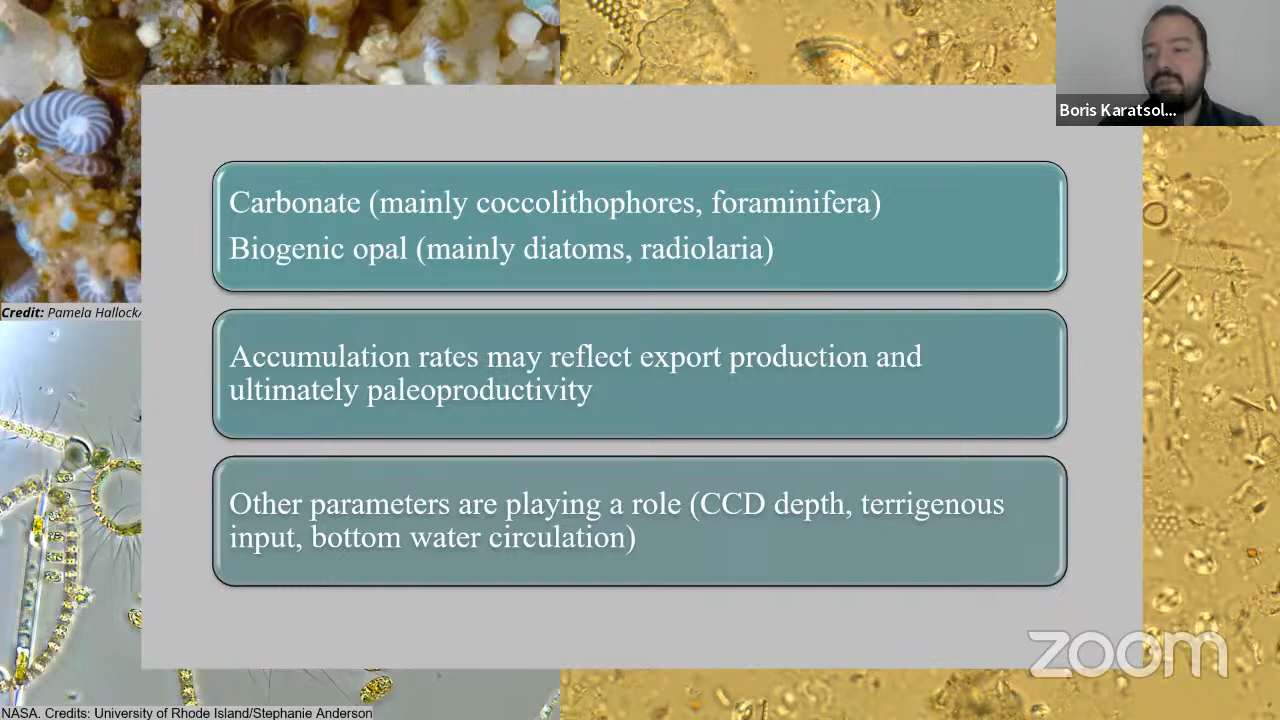 Boris Karatsol...
Carbonate (mainly coccolithophores, foraminifera)
Biogenic opal (mainly diatoms, radiolaria)
Credit: Pamela Hallock/
Accumulation rates may reflect export production and
ultimately paleoproductivity
Other parameters are playing a role (CCD depth, terrigenous
input, bottom water circulation)
zoom
NASA. Credits: University of Rhode Island/Stephanie Anderson